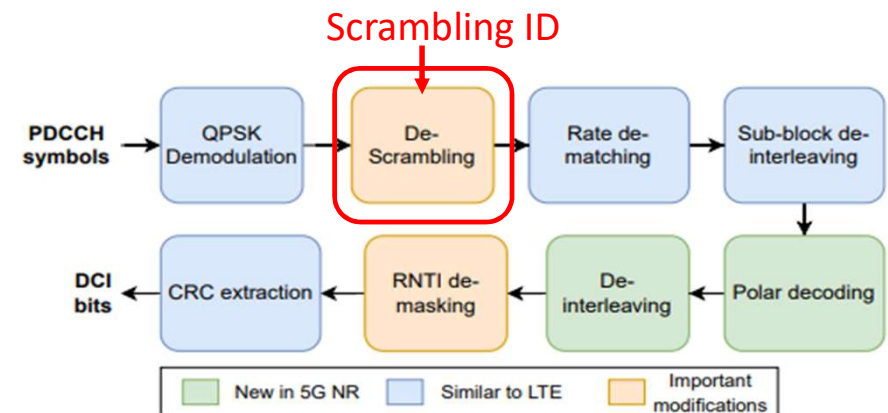 Scrambling ID
PDCCH
symbols
QPSK
Demodulation
De-
Scrambling
Rate de-
matching
Sub-block de-
interleaving
DCI
bits
CRC extraction
RNTI de-
masking
De-
interleaving
Polar decoding
New in 5G NR
Similar to LTE
Important
modifications